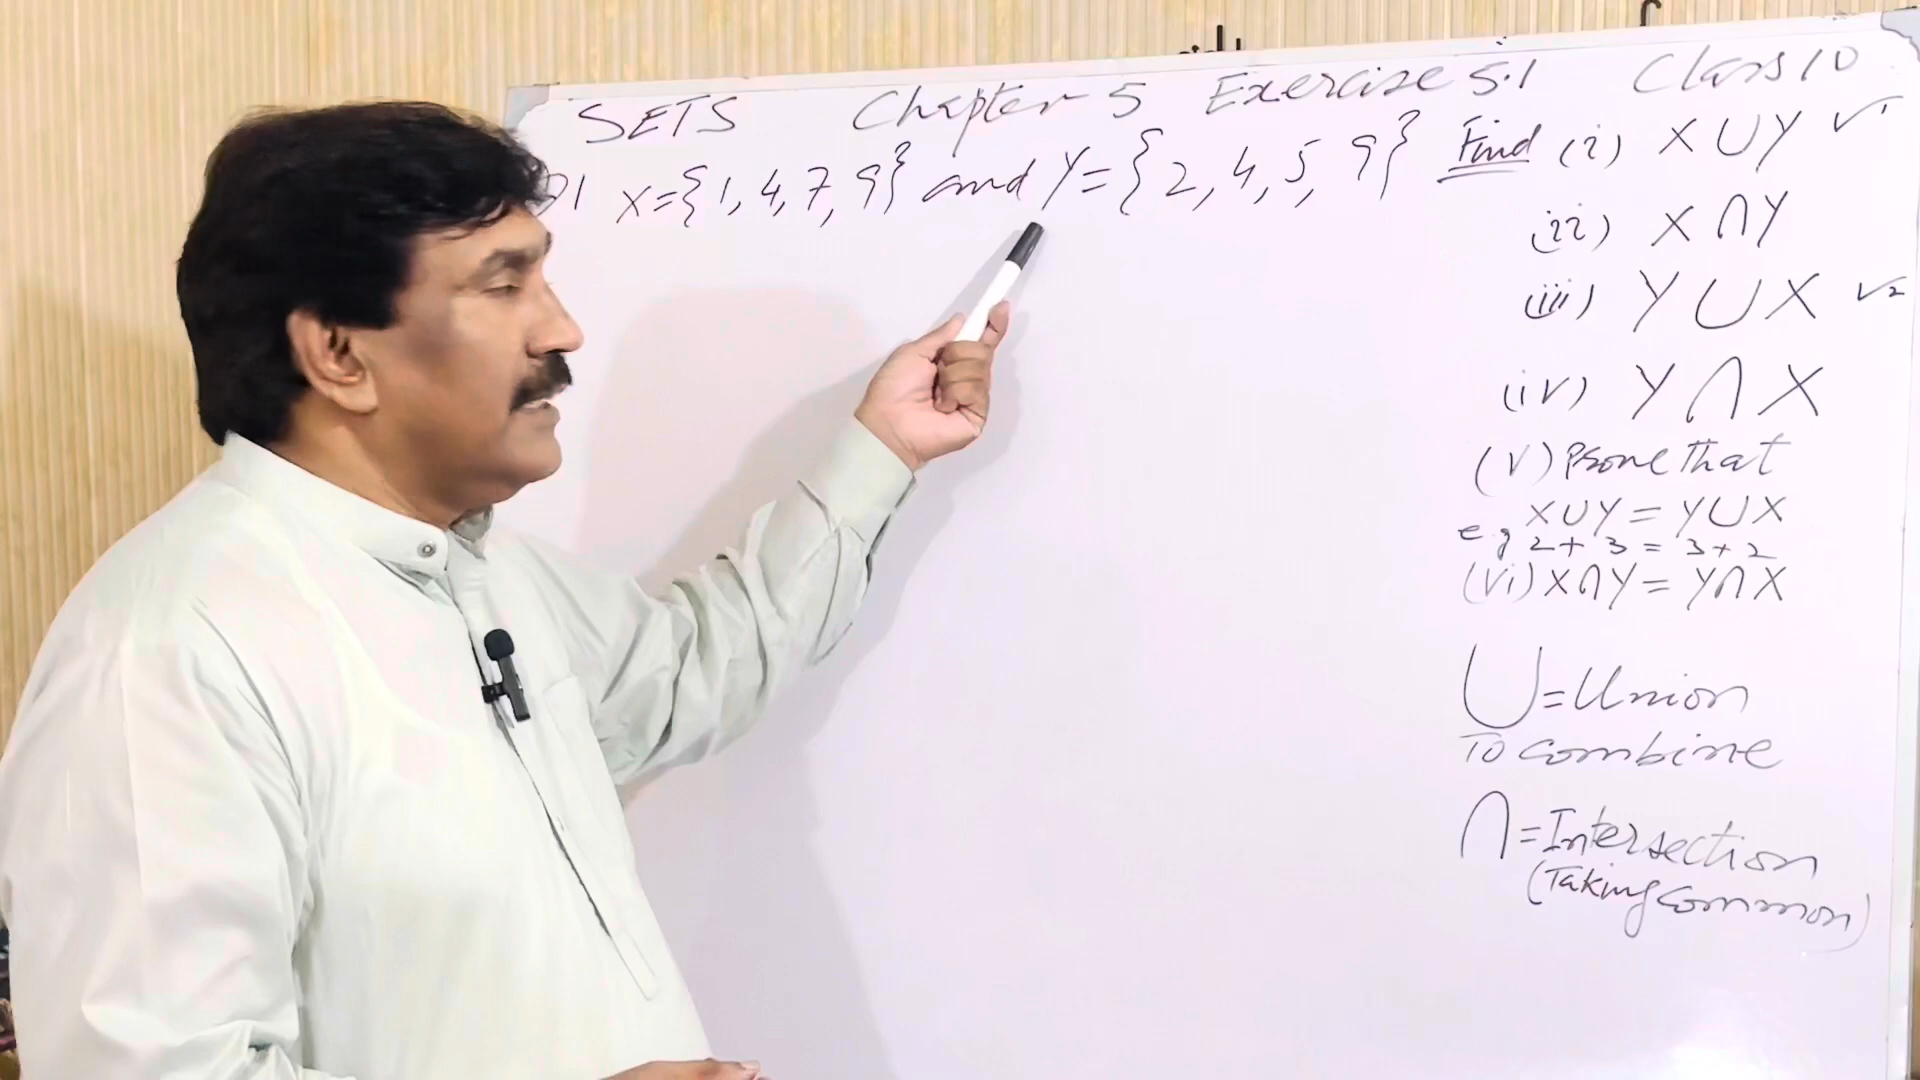 SETS Chapter 5 Exercise 5.1 Class 10
X={1,4,7,9} and Y={2,4,5,9} Find (i) X∪Y
(ii) X∩Y
(iii) Y∪X
(iv) Y∩X
(V) Prove That
X∪Y=Y∪X
e.g 2+3=3+2
(Vi) X∩Y=Y∩X
∪=Union
To combine
∩=Intersection
(Taking Common)